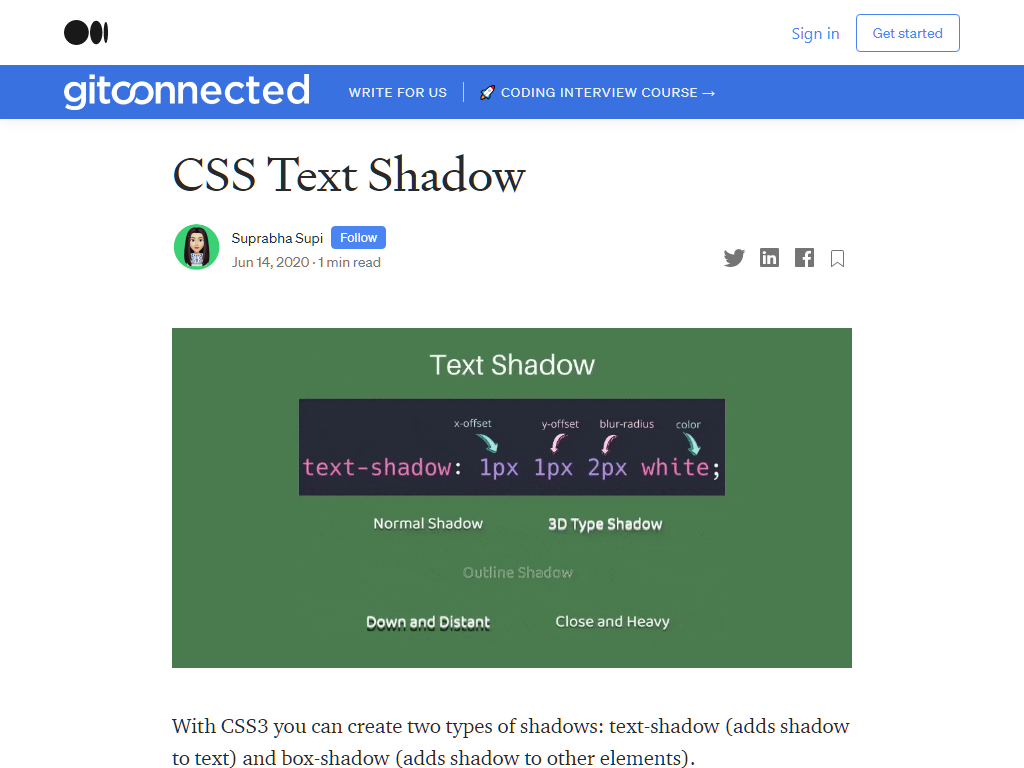 Sign in
Get started
gitconnected
WRITE FOR US
🚀 CODING INTERVIEW COURSE →
CSS Text Shadow
Suprabha Supi
Follow
Jun 14, 2020 · 1 min read
Text Shadow
x-offset y-offset blur-radius color
text-shadow: 1px 1px 2px white;
Normal Shadow
3D Type Shadow
Outline Shadow
Down and Distant
Close and Heavy
With CSS3 you can create two types of shadows: text-shadow (adds shadow
to text) and box-shadow (adds shadow to other elements).